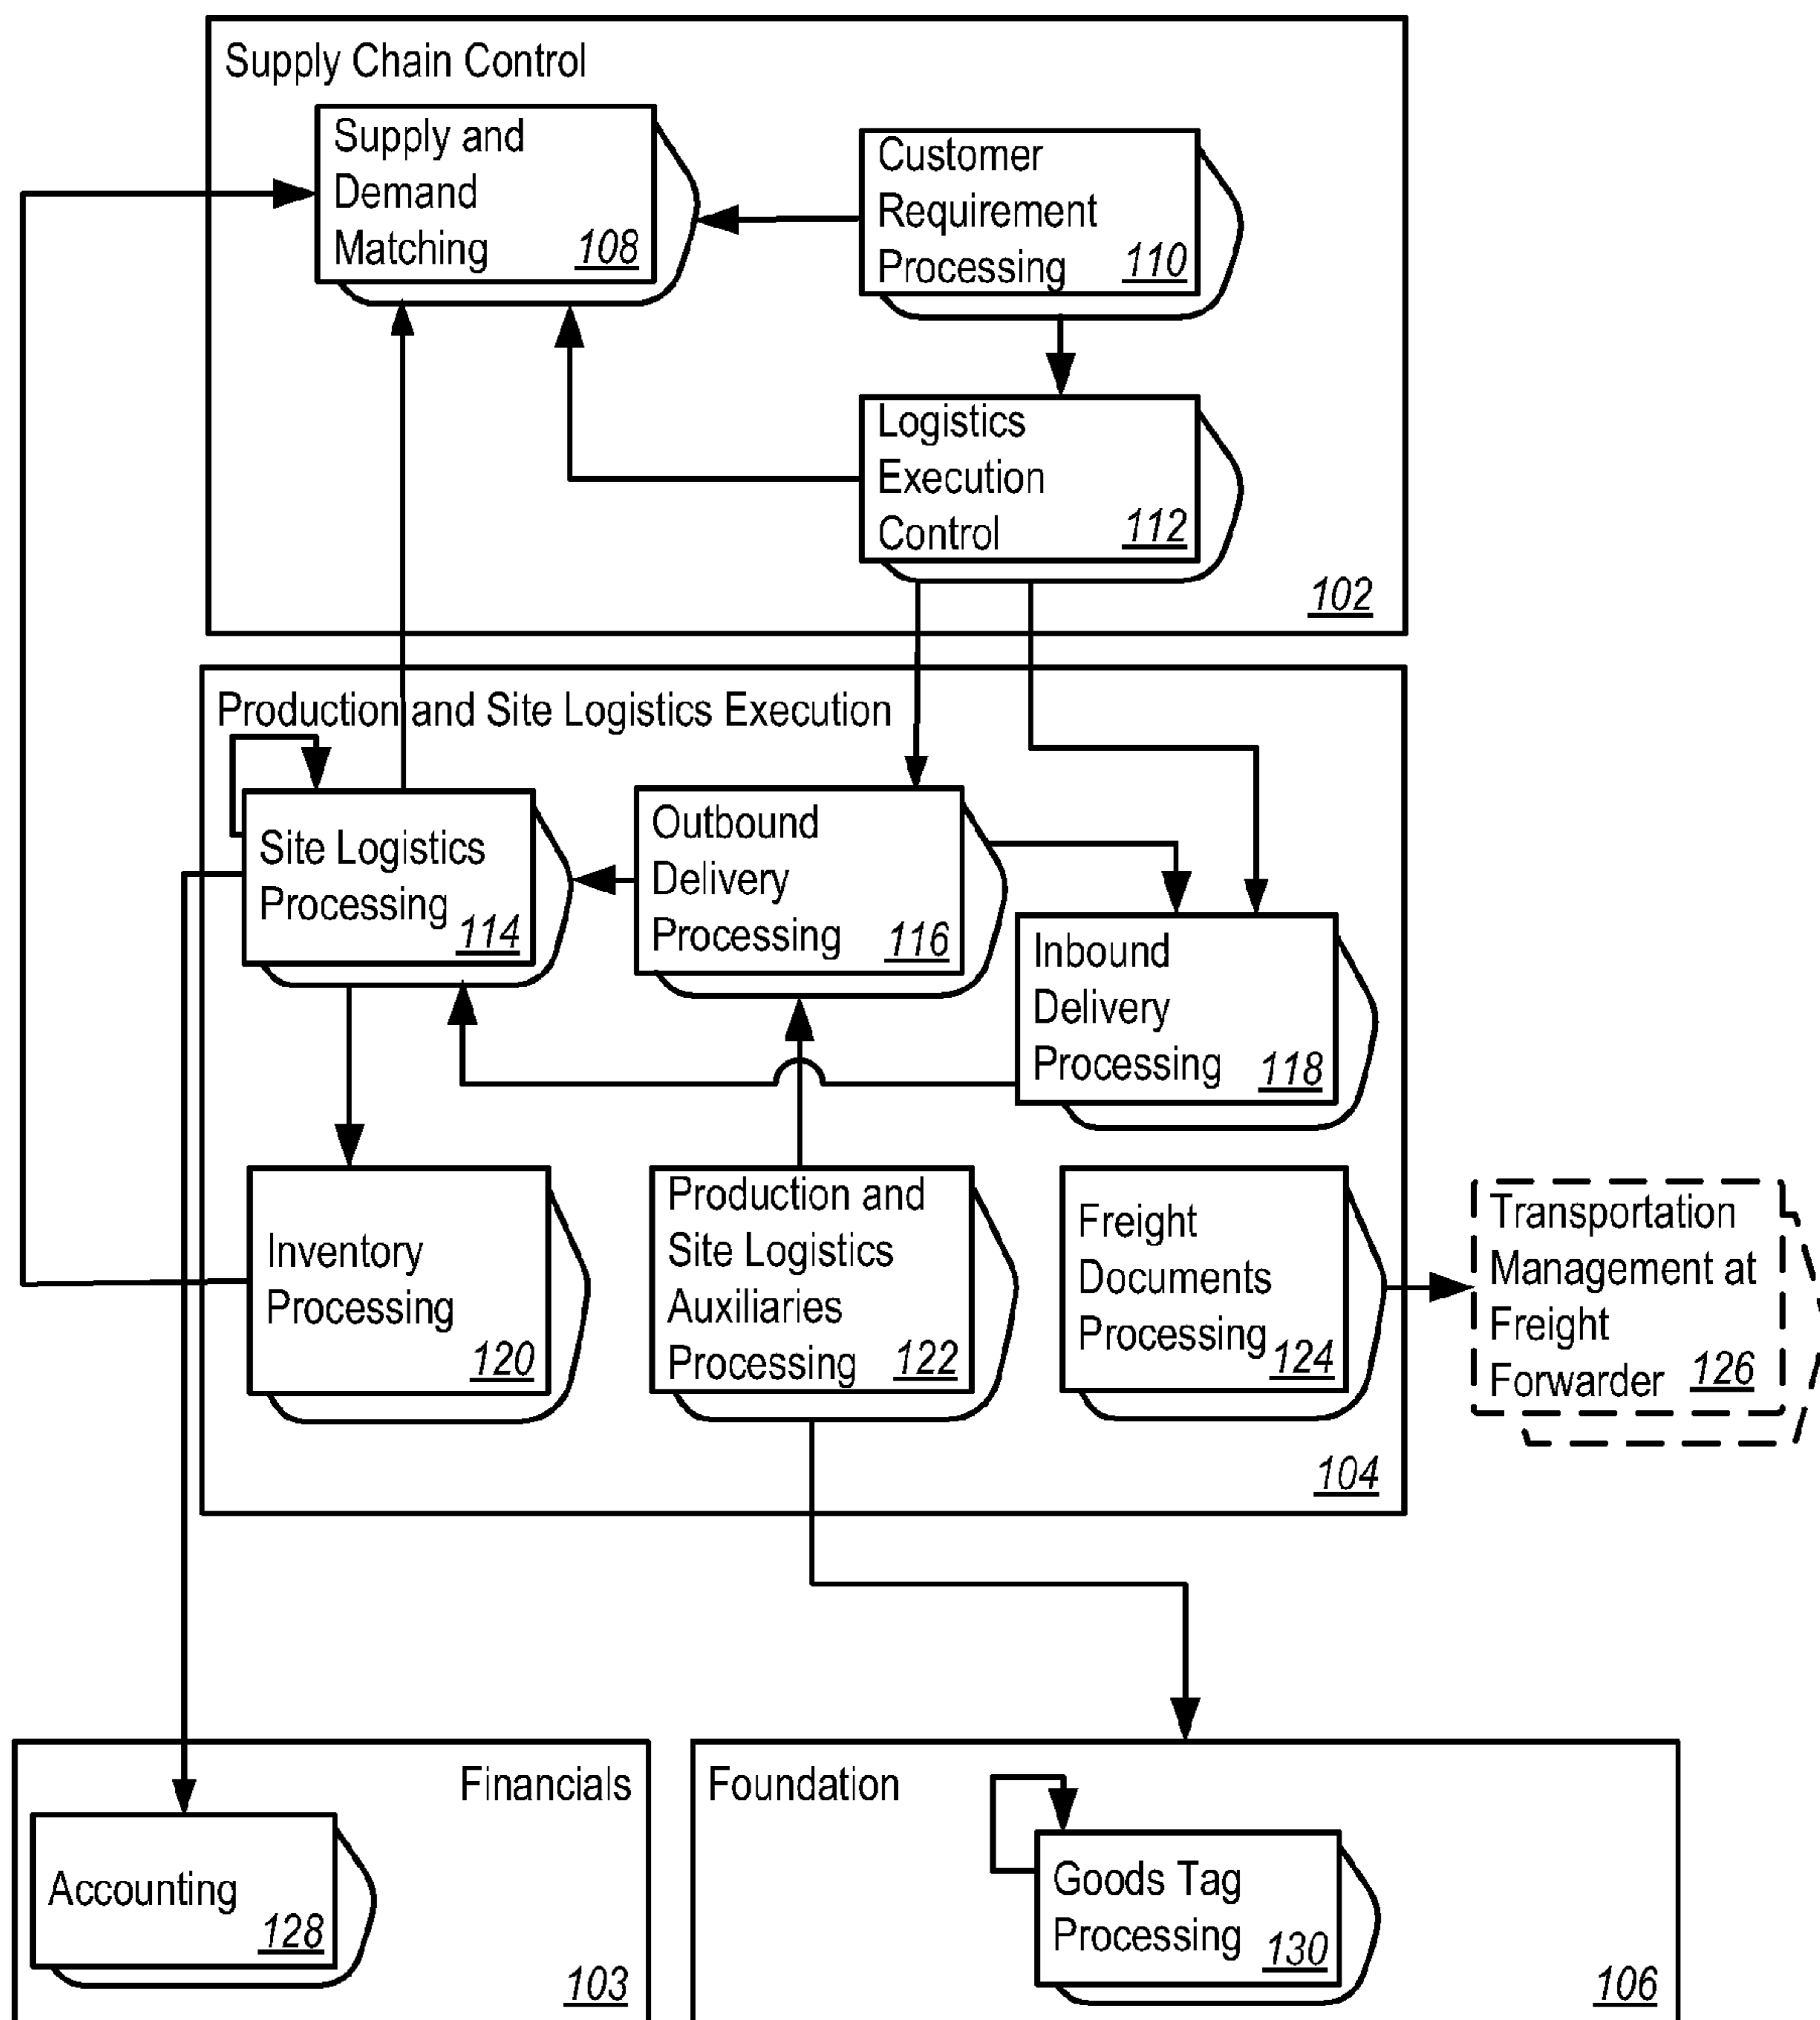 Supply Chain Control
Supply and
Demand
Matching
108
Customer
Requirement
Processing
110
Logistics
Execution
Control
112
102
Production and Site Logistics Execution
Site Logistics
Processing
114
Outbound
Delivery
Processing
116
Inbound
Delivery
Processing
118
Inventory
Processing
120
Production and
Site Logistics
Auxiliaries
Processing
122
Freight
Documents
Processing
124
Transportation
Management at
Freight
Forwarder
126
104
Financials
Accounting
128
103
Foundation
Goods Tag
Processing
130
106